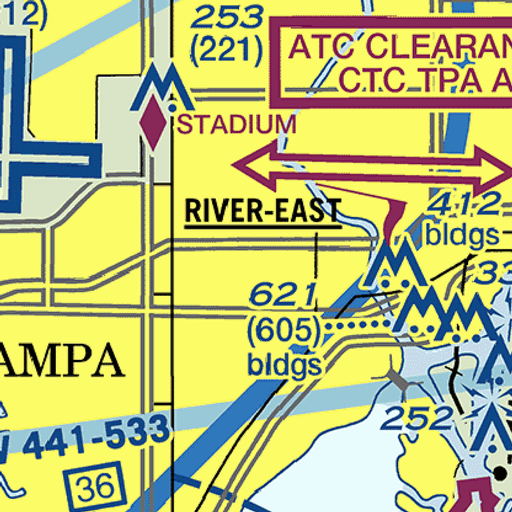 12)
253
(221)
ATC CLEARAN
CTC TPA A
STADIUM
RIVER-EAST
412
bldgs
33
621
(605)
bldgs
AMPA
252
441-533
36